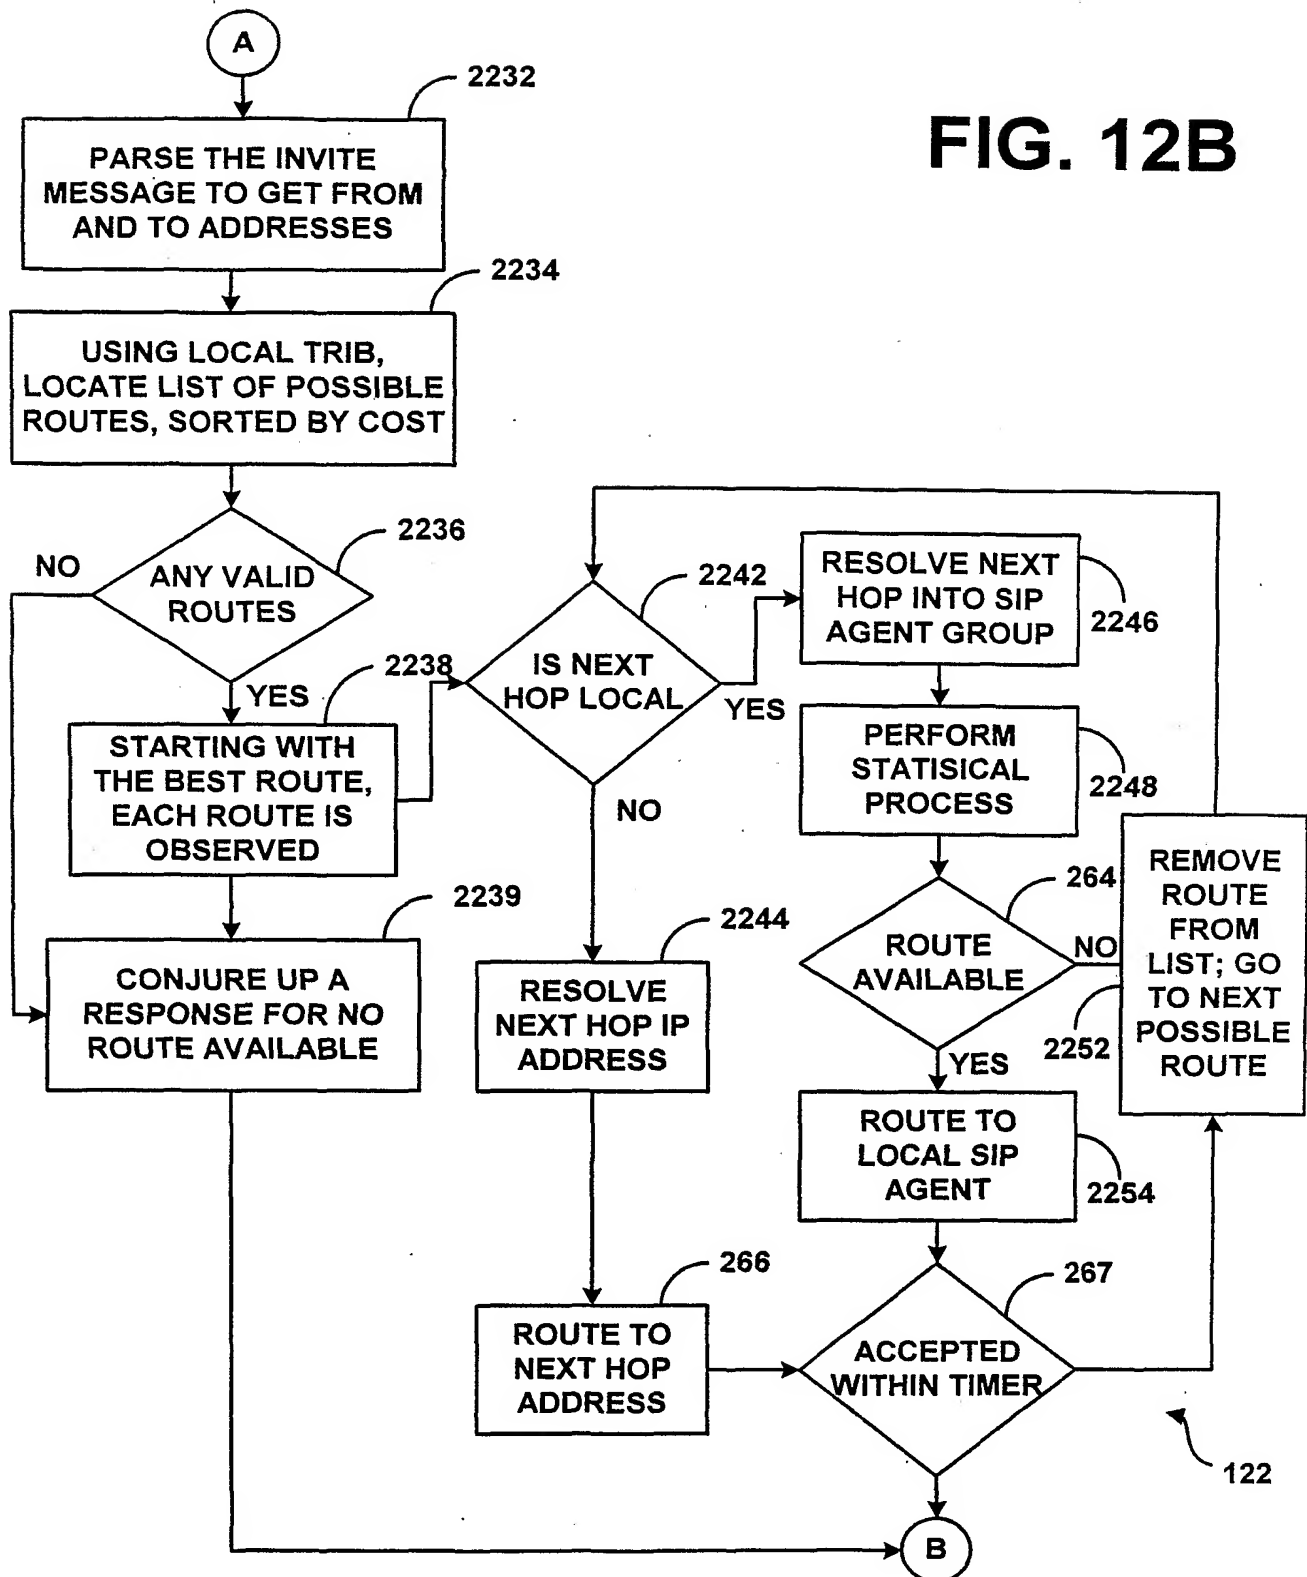 A
2232
FIG. 12B
PARSE THE INVITE
MESSAGE TO GET FROM
AND TO ADDRESSES
2234
USING LOCAL TRIB,
LOCATE LIST OF POSSIBLE
ROUTES, SORTED BY COST
2236
NO
ANY VALID
ROUTES
YES
2238
STARTING WITH
THE BEST ROUTE,
EACH ROUTE IS
OBSERVED
2239
CONJURE UP A
RESPONSE FOR NO
ROUTE AVAILABLE
2242
IS NEXT
HOP LOCAL
YES
NO
2244
RESOLVE
NEXT HOP IP
ADDRESS
266
ROUTE TO
NEXT HOP
ADDRESS
RESOLVE NEXT
HOP INTO SIP
AGENT GROUP
2246
PERFORM
STATISICAL
PROCESS
2248
264
ROUTE
AVAILABLE
NO
YES
2252
REMOVE
ROUTE
FROM
LIST; GO
TO NEXT
POSSIBLE
ROUTE
ROUTE TO
LOCAL SIP
AGENT
2254
267
ACCEPTED
WITHIN TIMER
122
B